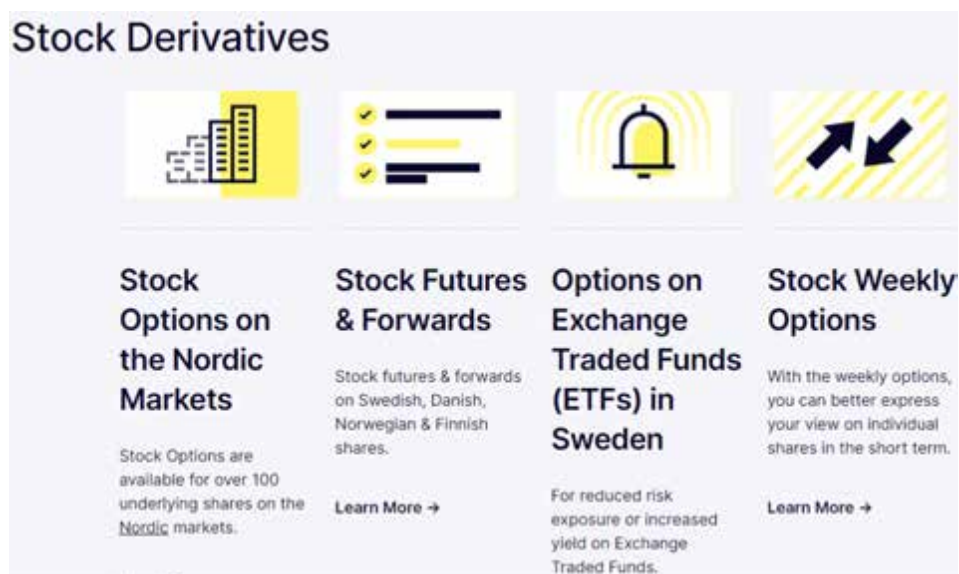 Stock Derivatives
Stock
Options on
the Nordic
Markets
Stock Options are
available for over 100
underlying shares on the
Nordic markets.
Stock Futures
& Forwards
Stock futures & forwards
on Swedish, Danish,
Norwegian & Finnish
shares.
Learn More →
Options on
Exchange
Traded Funds
(ETFs) in
Sweden
For reduced risk
exposure or increased
yield on Exchange
Traded Funds.
Stock Weekly
Options
With the weekly options,
you can better express
your view on individual
shares in the short term.
Learn More →